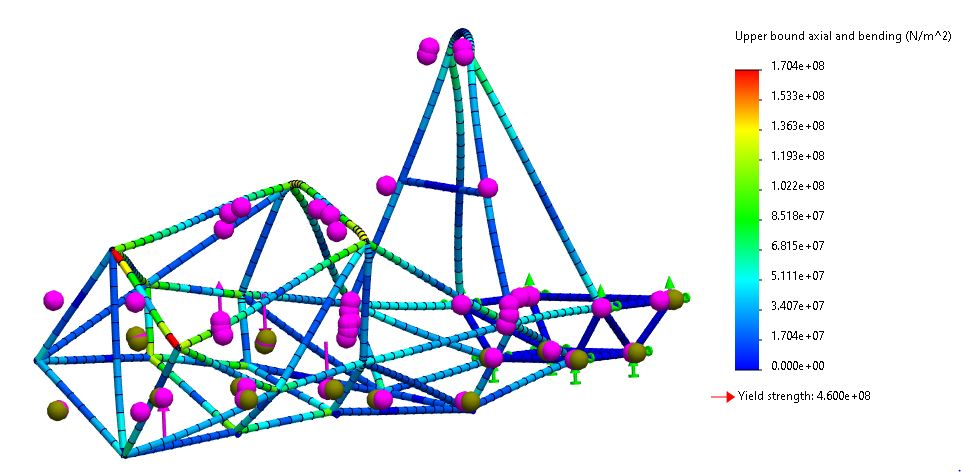 Upper bound axial and bending (N/m^2)
1.704e+08
1.533e+08
1.363e+08
1.193e+08
1.022e+08
8.518e+07
6.815e+07
5.111e+07
3.407e+07
1.704e+07
0.000e+00
Yield strength: 4.600e+08